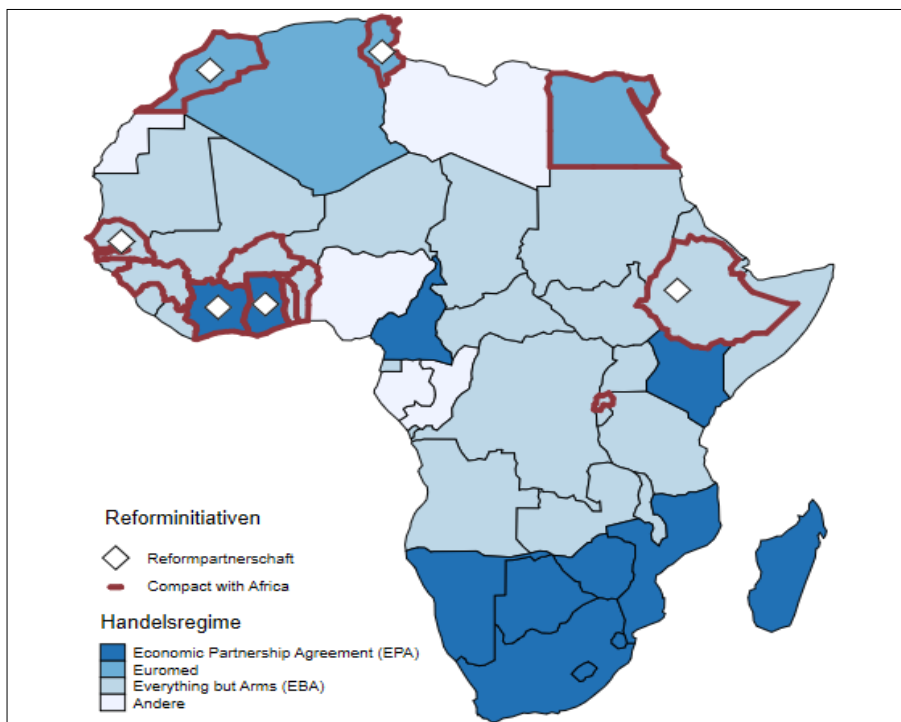 Reforminitiativen
Reformpartnerschaft
Compact with Africa
Handelsregime
Economic Partnership Agreement (EPA)
Euromed
Everything but Arms (EBA)
Andere